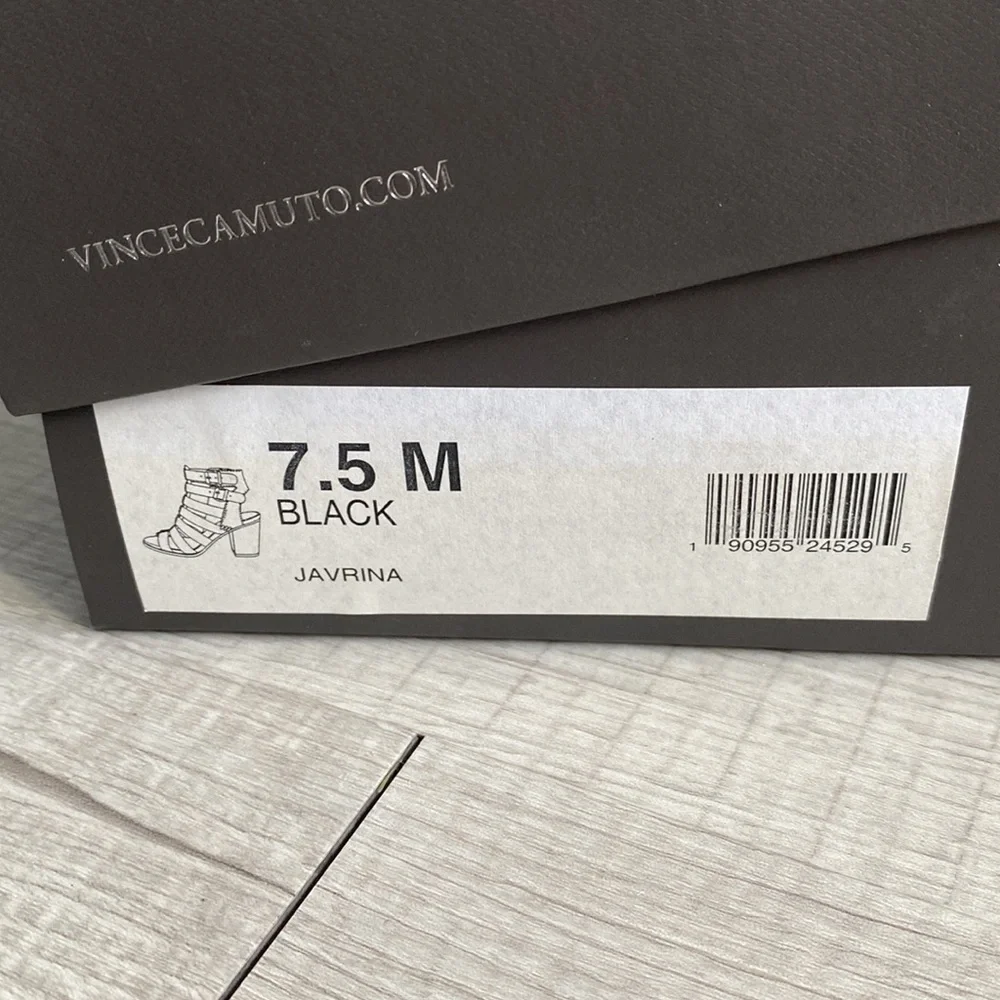 VINCECAMUTO.COM
7.5 M
BLACK
JAVRINA
1 90955 24529 5